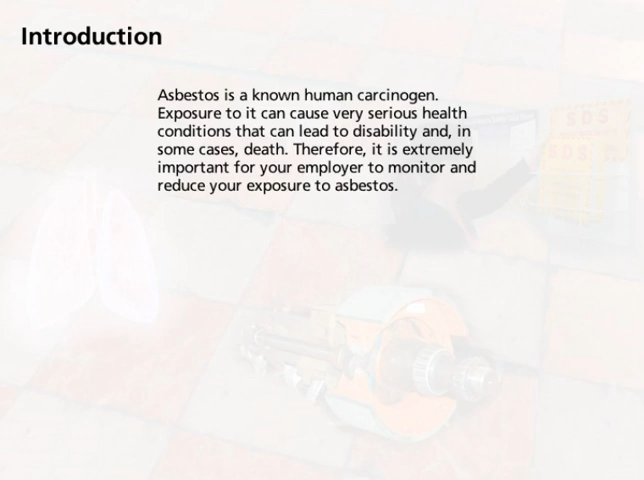 Introduction
Asbestos is a known human carcinogen.
Exposure to it can cause very serious health
conditions that can lead to disability and, in
some cases, death. Therefore, it is extremely
important for your employer to monitor and
reduce your exposure to asbestos.
SDS
SDS